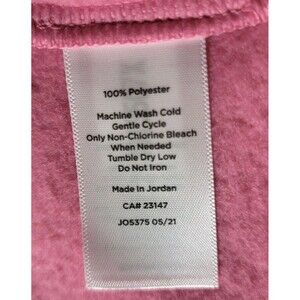 100% Polyester
Machine Wash Cold
Gentle Cycle
Only Non-Chlorine Bleach
When Needed
Tumble Dry Low
Do Not Iron
Made in Jordan
CA# 23147
JO5375 05/21